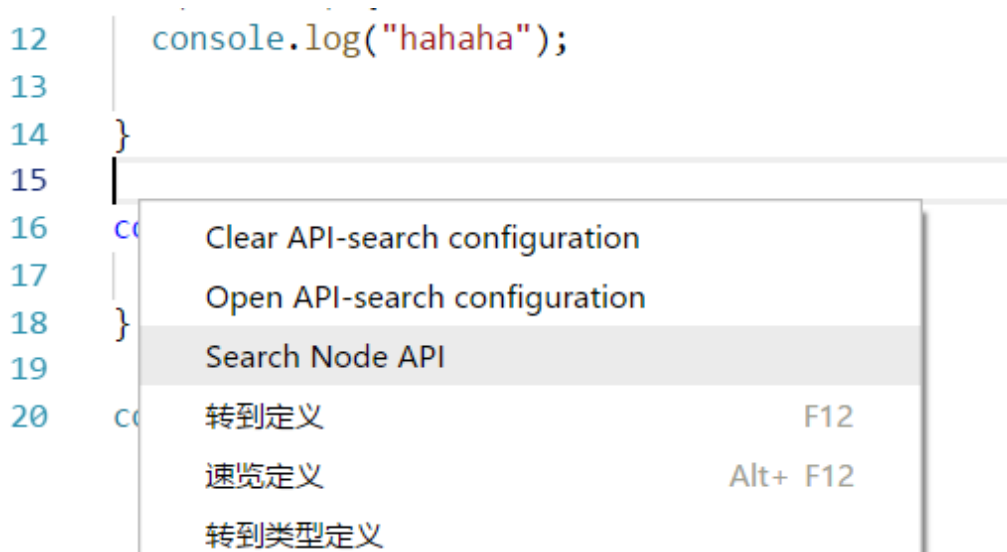 12 console.log("hahaha");
13
14 }
15
16 co
Clear API-search configuration
17
Open API-search configuration
18 }
Search Node API
19
20 co
转到定义 F12
速览定义 Alt+ F12
转到类型定义